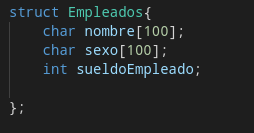 struct Empleados{
    char nombre[100];
    char sexo[100];
    int sueldoEmpleado;
};